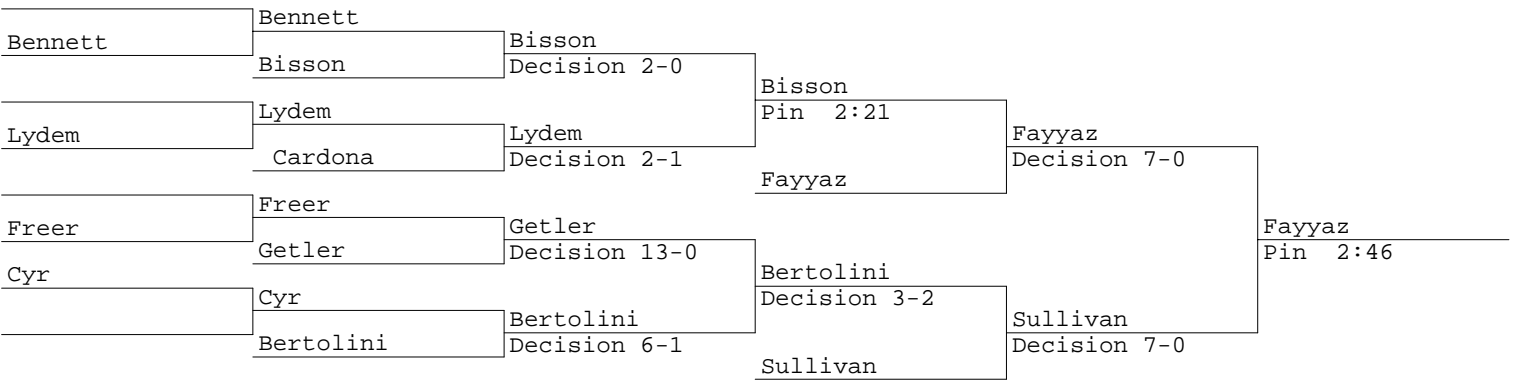 Bennett
Bennett
Bisson
Bisson
Decision 2-0
Bisson
Pin 2:21
Lydem
Lydem
Cardona
Lydem
Decision 2-1
Fayyaz
Fayyaz
Decision 7-0
Freer
Freer
Getler
Getler
Decision 13-0
Fayyaz
Pin 2:46
Cyr
Cyr
Bertolini
Bertolini
Decision 6-1
Bertolini
Decision 3-2
Sullivan
Sullivan
Decision 7-0